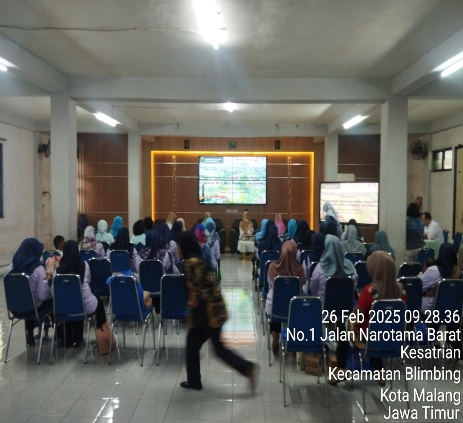 26 Feb 2025 09.28.36
No.1 Jalan Narotama Barat
Kesatrian
Kecamatan Blimbing
Kota Malang
Jawa Timur